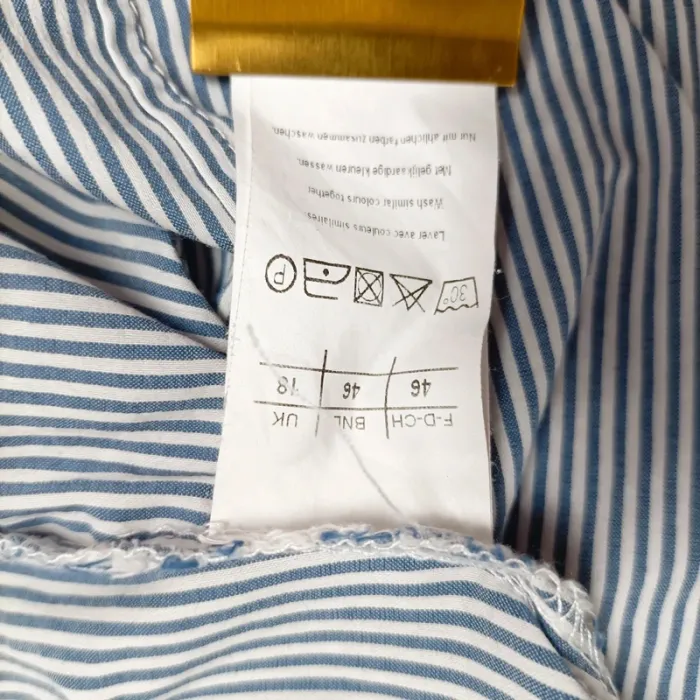 F-D-CH BNL UK
46 46 18
30° P
Laver avec couleurs similaires.
Wash similar colours together
Met gelijkaardige kleuren wassen.
Nur mit ahlichen farben zusammen waschen.